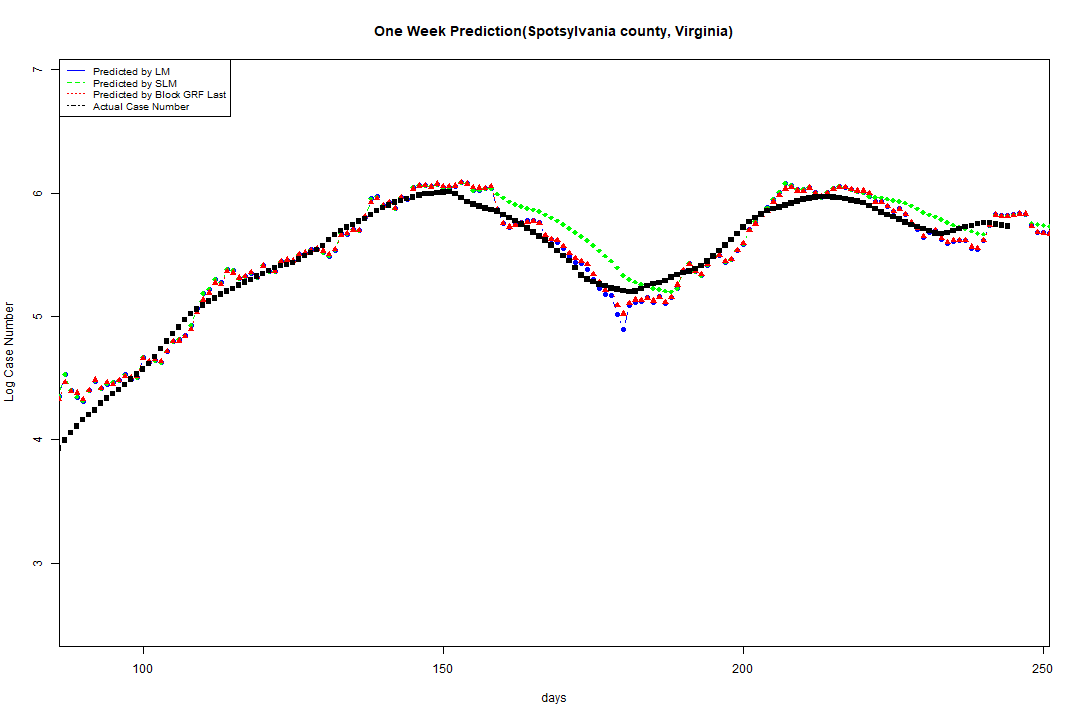 One Week Prediction(Spotsylvania county, Virginia)
Predicted by LM
Predicted by SLM
Predicted by Block GRF Last
Actual Case Number
7
6
5
4
3
Log Case Number
100 150 200 250
days